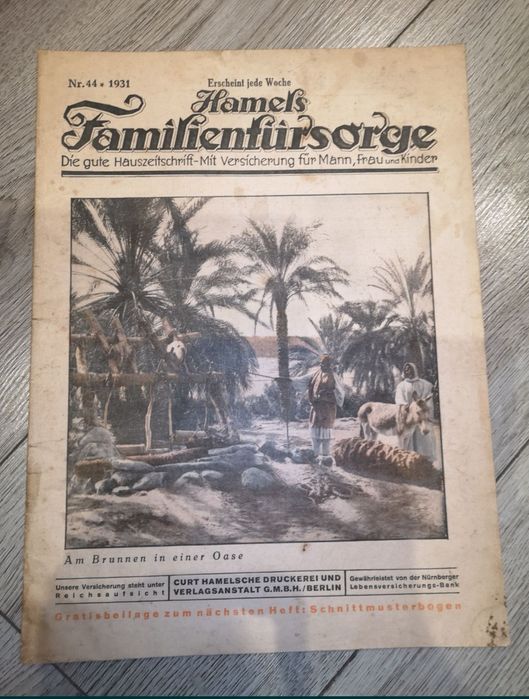 Nr. 44 * 1931
Erscheint jede Woche
Hamels
Familienfürsorge
Die gute Hauszeitschrift-Mit Versicherung für Mann, Frau und Kinder
Am Brunnen in einer Oase
Unsere Versicherung steht unter
Reichsaufsicht
CURT HAMELSCHE DRUCKEREI UND
VERLAGSANSTALT G.M.B.H./BERLIN
Gewährleistet von der Nürnberger
Lebensversicherungs-Bank
Gratisbeilage zum nächsten Heft: Schnittmusterbogen